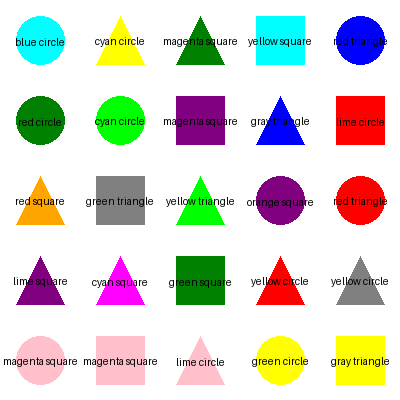 blue circle
cyan circle
magenta square
yellow square
red triangle
red circle
cyan circle
magenta square
gray triangle
lime circle
red square
green triangle
yellow triangle
orange square
red triangle
lime square
cyan square
green square
yellow circle
yellow circle
magenta square
magenta square
lime circle
green circle
gray triangle